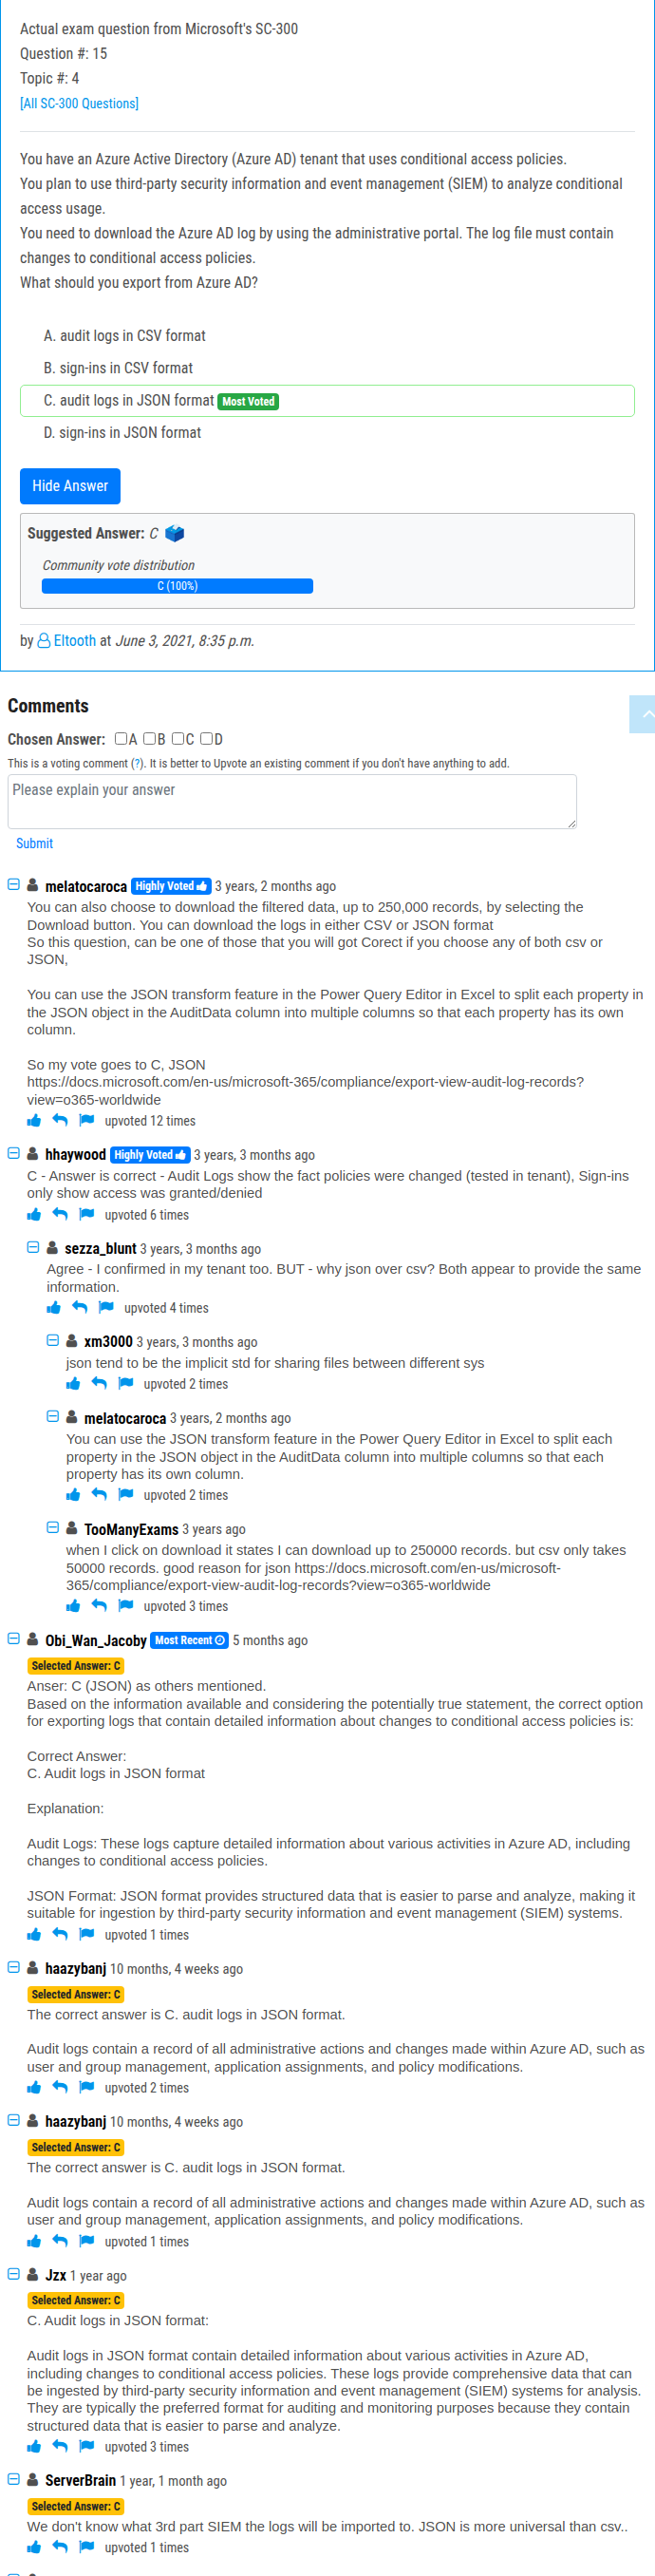 Actual exam question from Microsoft's SC-300
Question #: 15
Topic #: 4
[All SC-300 Questions]
You have an Azure Active Directory (Azure AD) tenant that uses conditional access policies.
You plan to use third-party security information and event management (SIEM) to analyze conditional
access usage.
You need to download the Azure AD log by using the administrative portal. The log file must contain
changes to conditional access policies.
What should you export from Azure AD?
A. audit logs in CSV format
B. sign-ins in CSV format
C. audit logs in JSON format Most Voted
D. sign-ins in JSON format
Hide Answer
Suggested Answer: C
Community vote distribution
C (100%)
by Eltooth at June 3, 2021, 8:35 p.m.
Comments
Chosen Answer: A B C D
This is a voting comment (?). It is better to Upvote an existing comment if you don't have anything to add.
Please explain your answer
Submit
melatocaroca Highly Voted 3 years, 2 months ago
You can also choose to download the filtered data, up to 250,000 records, by selecting the
Download button. You can download the logs in either CSV or JSON format
So this question, can be one of those that you will got Corect if you choose any of both csv or
JSON,
You can use the JSON transform feature in the Power Query Editor in Excel to split each property in
the JSON object in the AuditData column into multiple columns so that each property has its own
column.
So my vote goes to C, JSON
https://docs.microsoft.com/en-us/microsoft-365/compliance/export-view-audit-log-records?
view=o365-worldwide
upvoted 12 times
hhaywood Highly Voted 3 years, 3 months ago
C - Answer is correct - Audit Logs show the fact policies were changed (tested in tenant), Sign-ins
only show access was granted/denied
upvoted 6 times
sezza_blunt 3 years, 3 months ago
Agree - I confirmed in my tenant too. BUT - why json over csv? Both appear to provide the same
information.
upvoted 4 times
xm3000 3 years, 3 months ago
json tend to be the implicit std for sharing files between different sys
upvoted 2 times
melatocaroca 3 years, 2 months ago
You can use the JSON transform feature in the Power Query Editor in Excel to split each
property in the JSON object in the AuditData column into multiple columns so that each
property has its own column.
upvoted 2 times
TooManyExams 3 years ago
when I click on download it states I can download up to 250000 records. but csv only takes
50000 records. good reason for json https://docs.microsoft.com/en-us/microsoft-
365/compliance/export-view-audit-log-records?view=o365-worldwide
upvoted 3 times
Obi_Wan_Jacoby Most Recent 5 months ago
Selected Answer: C
Anser: C (JSON) as others mentioned.
Based on the information available and considering the potentially true statement, the correct option
for exporting logs that contain detailed information about changes to conditional access policies is:
Correct Answer:
C. Audit logs in JSON format
Explanation:
Audit Logs: These logs capture detailed information about various activities in Azure AD, including
changes to conditional access policies.
JSON Format: JSON format provides structured data that is easier to parse and analyze, making it
suitable for ingestion by third-party security information and event management (SIEM) systems.
upvoted 1 times
haazybanj 10 months, 4 weeks ago
Selected Answer: C
The correct answer is C. audit logs in JSON format.
Audit logs contain a record of all administrative actions and changes made within Azure AD, such as
user and group management, application assignments, and policy modifications.
upvoted 2 times
haazybanj 10 months, 4 weeks ago
Selected Answer: C
The correct answer is C. audit logs in JSON format.
Audit logs contain a record of all administrative actions and changes made within Azure AD, such as
user and group management, application assignments, and policy modifications.
upvoted 1 times
Jzx 1 year ago
Selected Answer: C
C. Audit logs in JSON format:
Audit logs in JSON format contain detailed information about various activities in Azure AD,
including changes to conditional access policies. These logs provide comprehensive data that can
be ingested by third-party security information and event management (SIEM) systems for analysis.
They are typically the preferred format for auditing and monitoring purposes because they contain
structured data that is easier to parse and analyze.
upvoted 3 times
ServerBrain 1 year, 1 month ago
Selected Answer: C
We don't know what 3rd part SIEM the logs will be imported to. JSON is more universal than csv..
upvoted 1 times